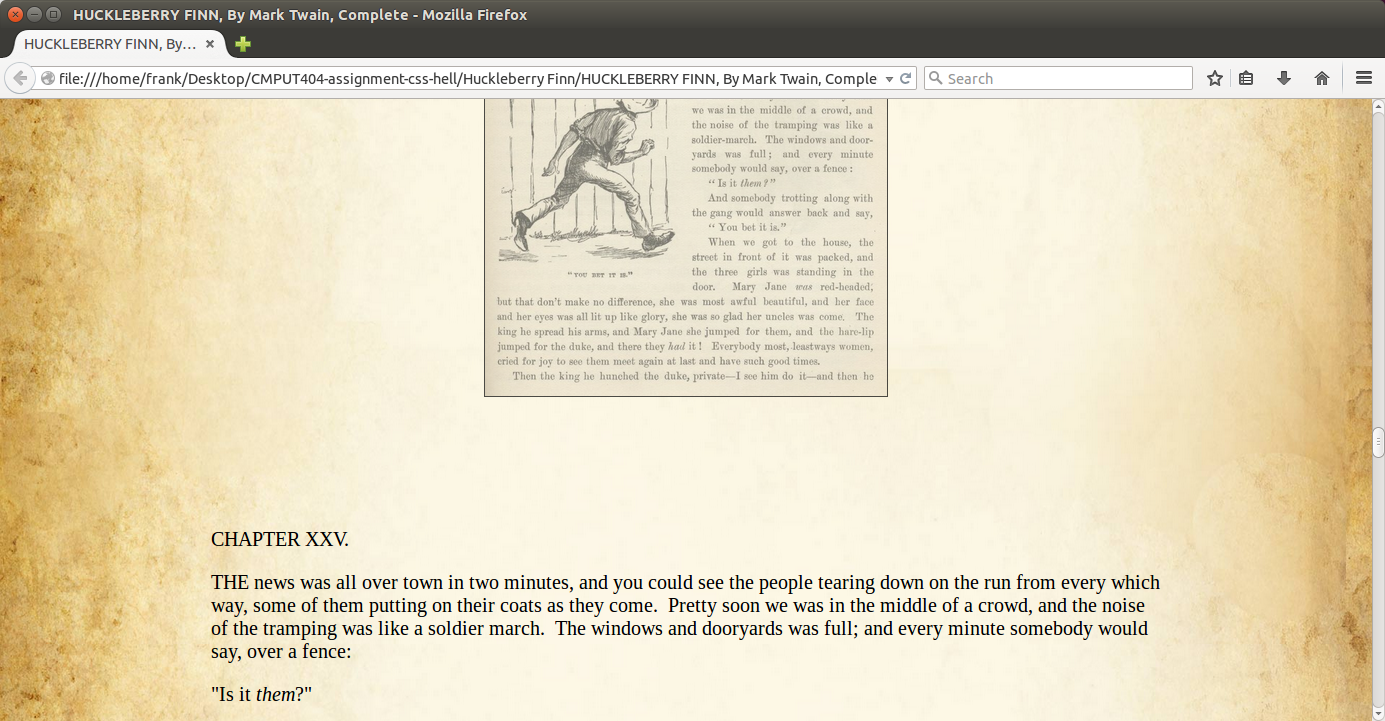 HUCKLEBERRY FINN, By Mark Twain, Complete - Mozilla Firefox
HUCKLEBERRY FINN, By...
file:///home/frank/Desktop/CMPUT404-assignment-css-hell/Huckleberry Finn/HUCKLEBERRY FINN, By Mark Twain, Comple
Search
we was in the middle of a crowd, and
the noise of the tramping was like a
soldier-march. The windows and door-
yards was full; and every minute
somebody would say, over a fence:
“Is it them?”
And somebody trotting along with
the gang would answer back and say,
“You bet it is.”
When we got to the house, the
street in front of it was packed, and
the three girls was standing in the
door. Mary Jane was red-headed,
"YOU BET IT IS."
but that don't make no difference, she was most awful beautiful, and her face
and her eyes was all lit up like glory, she was so glad her uncles was come. The
king he spread his arms, and Mary Jane she jumped for them, and the hare-lip
jumped for the duke, and there they had it! Everybody most, leastways women,
cried for joy to see them meet again at last and have such good times.
Then the king he hunched the duke, private—I see him do it—and then he
CHAPTER XXV.
THE news was all over town in two minutes, and you could see the people tearing down on the run from every which
way, some of them putting on their coats as they come.  Pretty soon we was in the middle of a crowd, and the noise
of the tramping was like a soldier march.  The windows and dooryards was full; and every minute somebody would
say, over a fence:
"Is it them?"